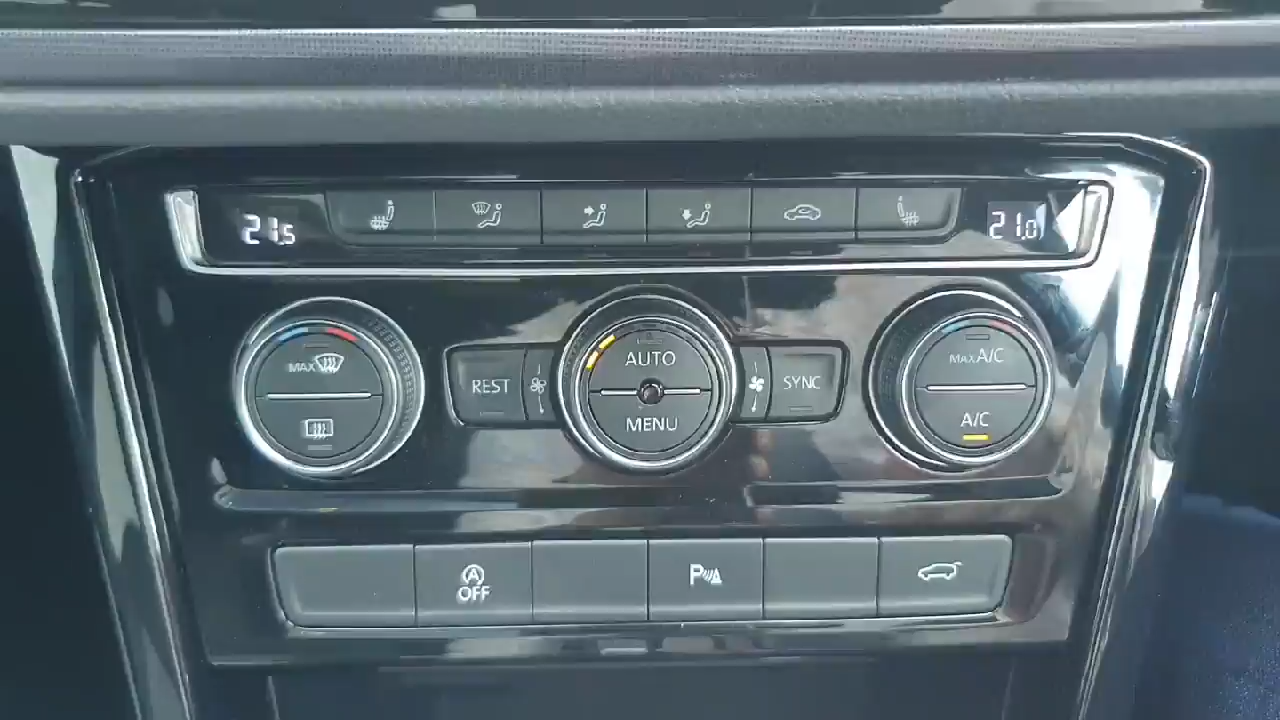 21.5
21.0
MAX
REST
AUTO
MENU
SYNC
MAX A/C
A/C
A
OFF
P